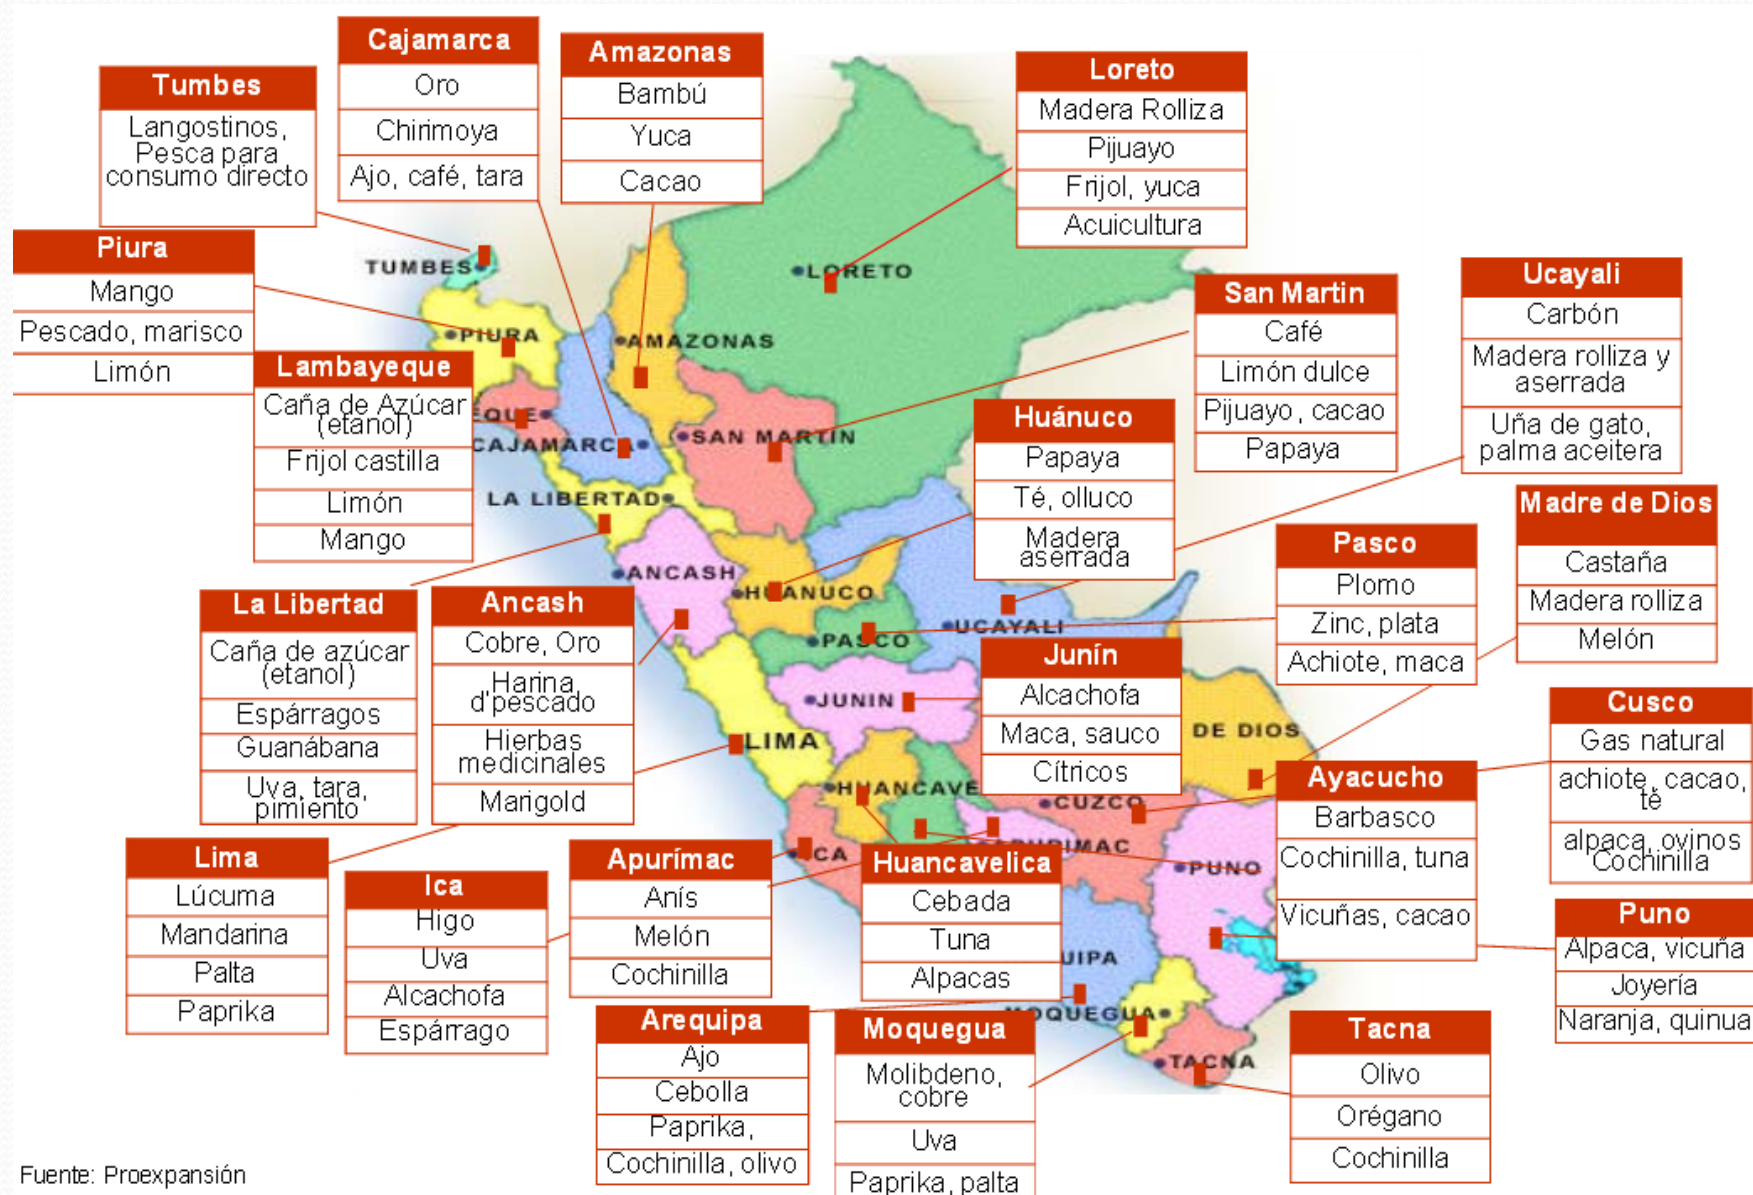 Cajamarca
Oro
Chirimoya
Ajo, café, tara
Amazonas
Bambú
Yuca
Cacao
Loreto
Madera Rolliza
Pijuayo
Frijol, yuca
Acuicultura
Tumbes
Langostinos,
Pesca para
consumo directo
Piura
Mango
Pescado, marisco
Limón
Lambayeque
Caña de Azúcar
(etanol)
Frijol castilla
Limón
Mango
San Martin
Café
Limón dulce
Pijuayo, cacao
Papaya
Ucayali
Carbón
Madera rolliza y
aserrada
Uña de gato,
palma aceitera
Huánuco
Papaya
Té, olluco
Madera
aserrada
Madre de Dios
Castaña
Madera rolliza
Melón
Pasco
Plomo
Zinc, plata
Achiote, maca
La Libertad
Caña de azúcar
(etanol)
Espárragos
Guanábana
Uva, tara,
pimiento
Ancash
Cobre, Oro
Harina
d'pescado
Hierbas
medicinales
Marigold
Junín
Alcachofa
Maca, sauco
Cítricos
Cusco
Gas natural
achiote, cacao,
té
alpaca, ovinos
Cochinilla
Ayacucho
Barbasco
Cochinilla, tuna
Vicuñas, cacao
Lima
Lúcuma
Mandarina
Palta
Paprika
Ica
Higo
Uva
Alcachofa
Espárrago
Apurímac
Anís
Melón
Cochinilla
Huancavelica
Cebada
Tuna
Alpacas
Puno
Alpaca, vicuña
Joyería
Naranja, quinua
Arequipa
Ajo
Cebolla
Paprika,
Cochinilla, olivo
Moquegua
Molibdeno,
cobre
Uva
Paprika, palta
Tacna
Olivo
Orégano
Cochinilla
TUMBES
PIURA
LORETO
AMAZONAS
QUE
CAJAMARCA
SAN MARTIN
LA LIBERTAD
ANCASH
HUANUCO
PASCO
UCAYALI
JUNIN
LIMA
DE DIOS
HUANCAVE
CUZCO
ICA
PURIMAC
PUNO
UIPA
MOQUEGUA
TACNA
Fuente: Proexpansión